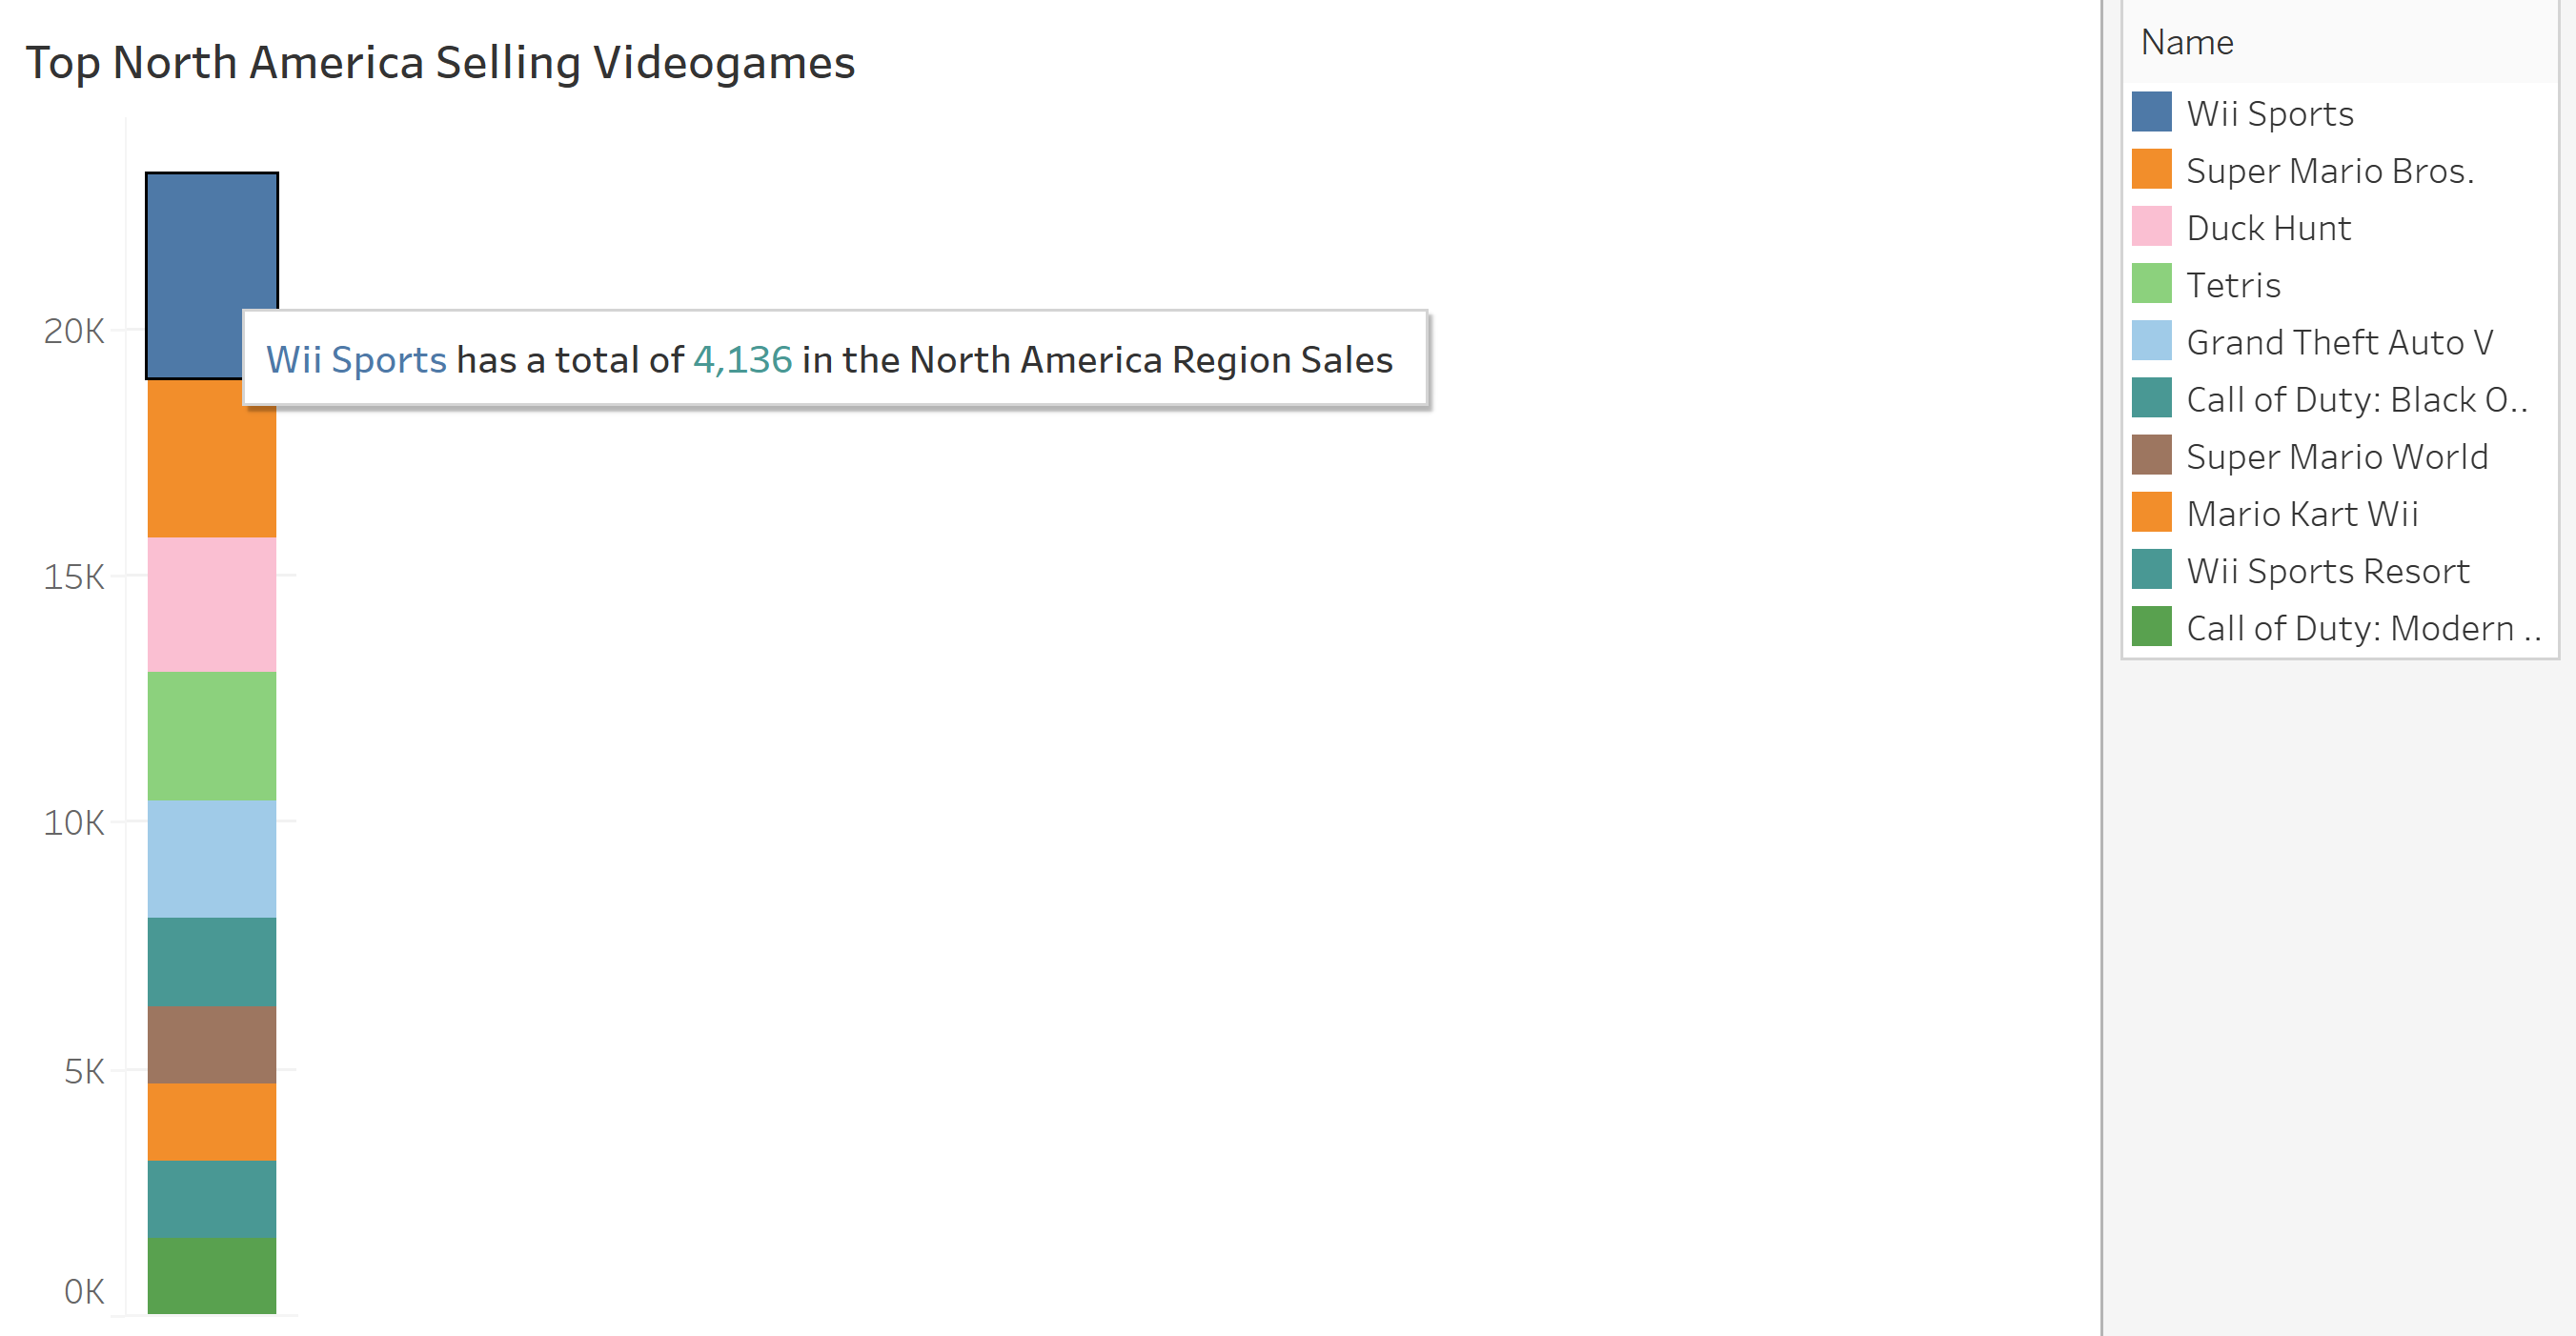 Top North America Selling Videogames
20K
15K
10K
5K
0K
Wii Sports has a total of 4,136 in the North America Region Sales
Name
Wii Sports
Super Mario Bros.
Duck Hunt
Tetris
Grand Theft Auto V
Call of Duty: Black O..
Super Mario World
Mario Kart Wii
Wii Sports Resort
Call of Duty: Modern ..